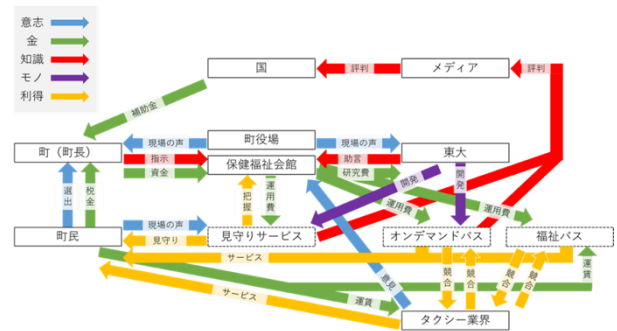 意志
金
知識
モノ
利得
国
評判
メディア
評判
補助金
町（町長）
現場の声
町役場
現場の声
東大
指示
保健福祉会館
助言
資金
研究費
選出
税金
把握
運用費
開発
開発
運用費
運用費
町民
現場の声
見守り
見守りサービス
オンデマンドバス
福祉バス
サービス
意見
競合
競合
競合
競合
運賃
サービス
運賃
タクシー業界